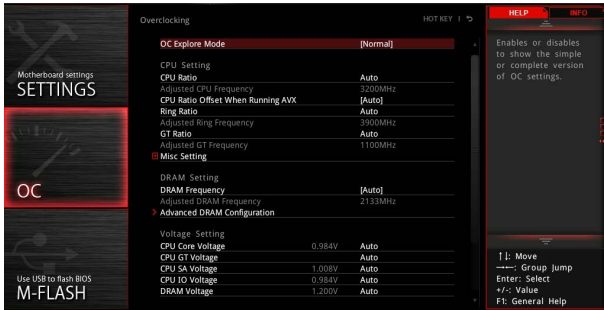 Overclocking
HOT KEY |
HELP
INFO
Motherboard settings
SETTINGS
OC
Use USB to flash BIOS
M-FLASH
OC Explore Mode [Normal]
CPU Setting
CPU Ratio Auto
Adjusted CPU Frequency 3200MHz
CPU Ratio Offset When Running AVX [Auto]
Ring Ratio Auto
Adjusted Ring Frequency 3900MHz
GT Ratio Auto
Adjusted GT Frequency 1100MHz
Misc Setting
DRAM Setting
DRAM Frequency [Auto]
Adjusted DRAM Frequency 2133MHz
Advanced DRAM Configuration
Voltage Setting
CPU Core Voltage 0.984V Auto
CPU GT Voltage Auto
CPU SA Voltage 1.008V Auto
CPU IO Voltage 0.984V Auto
DRAM Voltage 1.200V Auto
Enables or disables
to show the simple
or complete version
of OC settings.
↑↓: Move
→←: Group Jump
Enter: Select
+/-: Value
F1: General Help